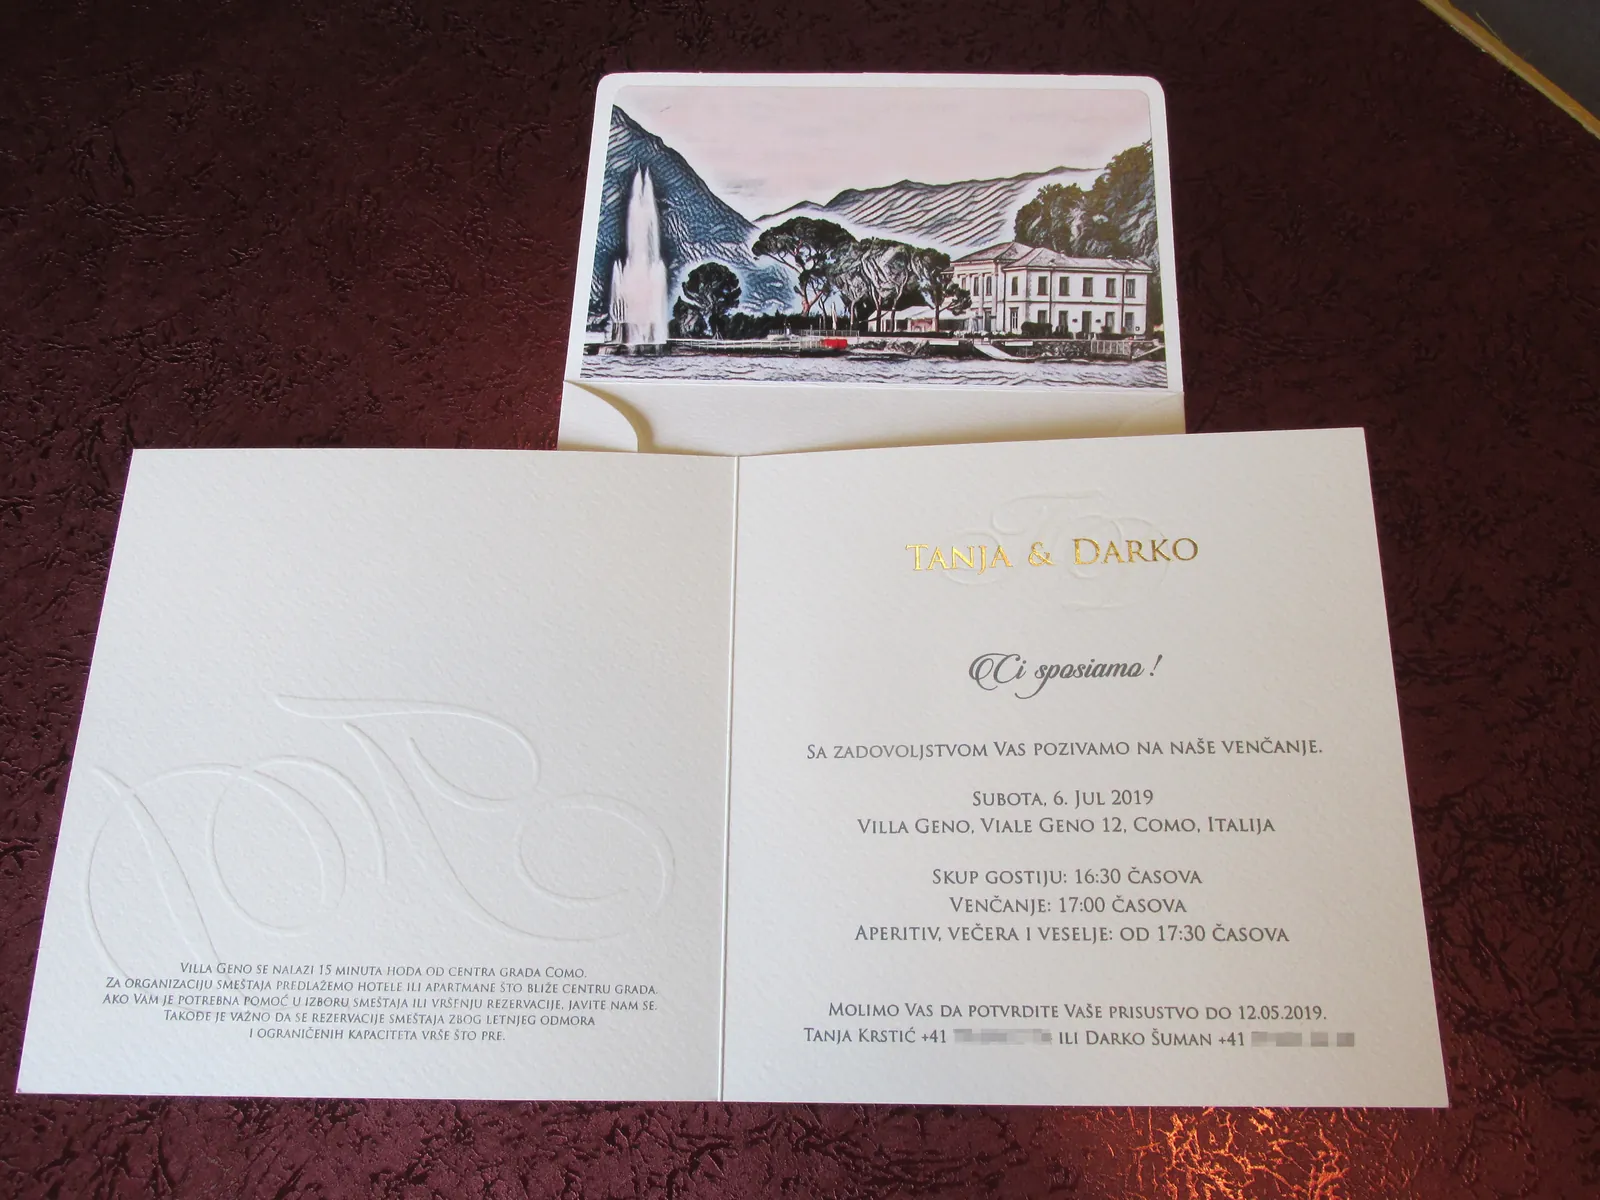 Villa Geno se nalazi 15 minuta hoda od centra grada Como.
Za organizaciju smeštaja predlažemo hotele ili apartmane što bliže centru grada.
Ako Vam je potrebna pomoć u izboru smeštaja ili vršenju rezervacije, javite nam se.
Takođe je važno da se rezervacije smeštaja zbog letnjeg odmora
i ograničenih kapaciteta vrše što pre.
Tanja & Darko
Ci sposiamo!
Sa zadovoljstvom Vas pozivamo na naše venčanje.
Subota, 6. Jul 2019
Villa Geno, Viale Geno 12, Como, Italija
Skup gostiju: 16:30 časova
Venčanje: 17:00 časova
Aperitiv, večera i veselje: od 17:30 časova
Molimo Vas da potvrdite Vaše prisustvo do 12.05.2019.
Tanja Krstić +41 ili Darko Šuman +41